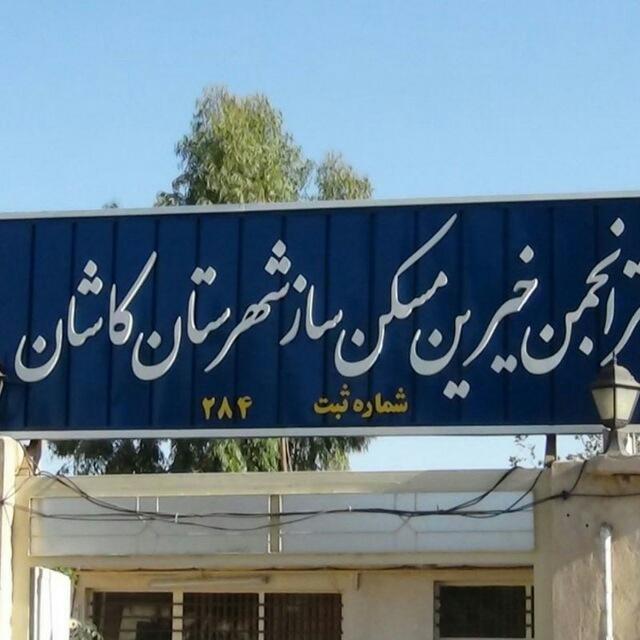 انجمن خیرین مسکن ساز شهرستان کاشان
شماره ثبت ۲۸۴